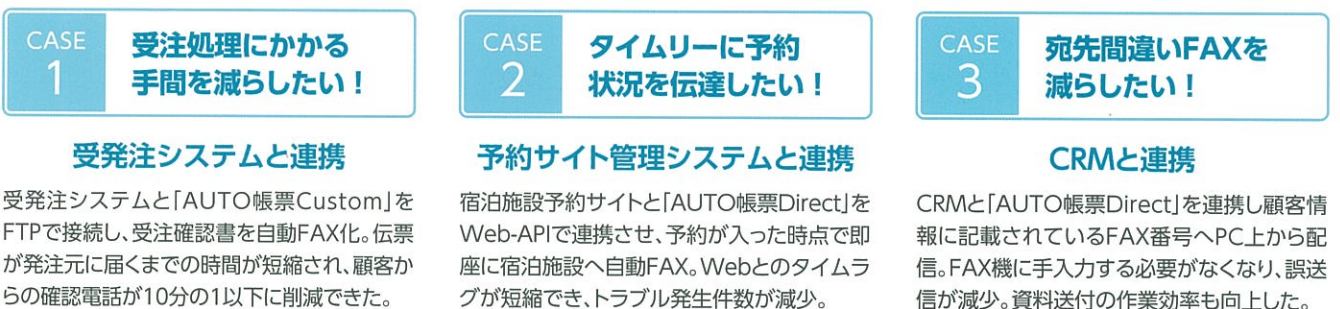 CASE
1
受注処理にかかる
手間を減らしたい！
受発注システムと連携
受発注システムと「AUTO帳票Custom」を
FTPで接続し、受注確認書を自動FAX化。伝票
が発注元に届くまでの時間が短縮され、顧客か
らの確認電話が10分の1以下に削減できた。
CASE
2
タイムリーに予約
状況を伝達したい！
予約サイト管理システムと連携
宿泊施設予約サイトと「AUTO帳票Direct」を
Web-APIで連携させ、予約が入った時点で即
座に宿泊施設へ自動FAX。Webとのタイムラ
グが短縮でき、トラブル発生件数が減少。
CASE
3
宛先間違いFAXを
減らしたい！
CRMと連携
CRMと「AUTO帳票Direct」を連携し顧客情
報に記載されているFAX番号へPC上から配
信。FAX機に手入力する必要がなくなり、誤送
信が減少。資料送付の作業効率も向上した。